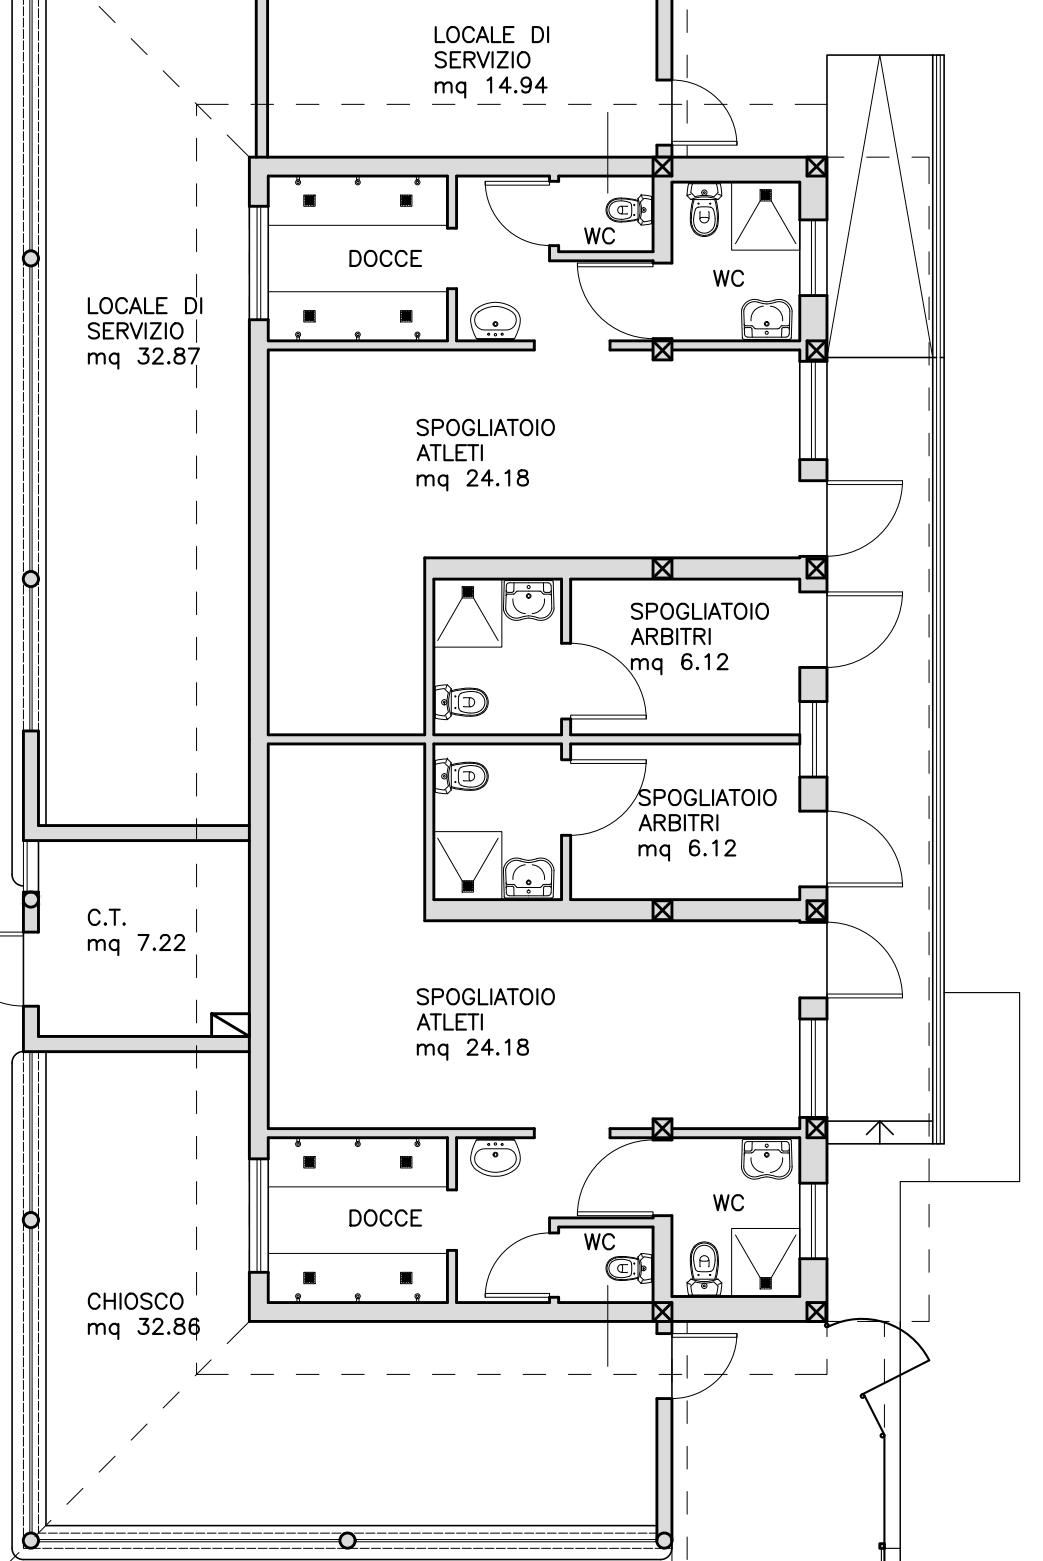 LOCALE DI
SERVIZIO
mq 14.94
WC
DOCCE
WC
LOCALE DI
SERVIZIO
mq 32.87
SPOGLIATOIO
ATLETI
mq 24.18
SPOGLIATOIO
ARBITRI
mq 6.12
SPOGLIATOIO
ARBITRI
mq 6.12
C.T.
mq 7.22
SPOGLIATOIO
ATLETI
mq 24.18
WC
DOCCE
WC
CHIOSCO
mq 32.86